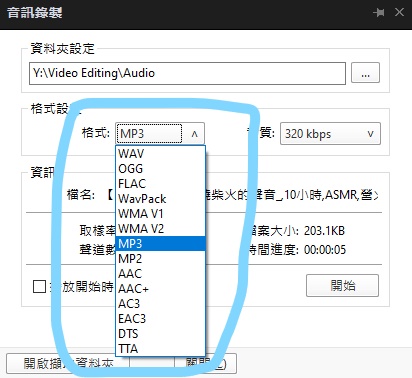 音訊錄製
資料夾設定
Y:\Video Editing\Audio
...
格式設定
格式: MP3
質: 320 kbps
WAV
OGG
FLAC
WavPack
WMA V1
WMA V2
MP3
MP2
AAC
AAC+
AC3
EAC3
DTS
TTA
資訊
檔名: 【
柴火の聲音_10小時,ASMR,營火
取樣率
檔案大小: 203.1KB
聲道數
時間進度: 00:00:05
放開始時
開始
開啟擷 資料夾
關閉